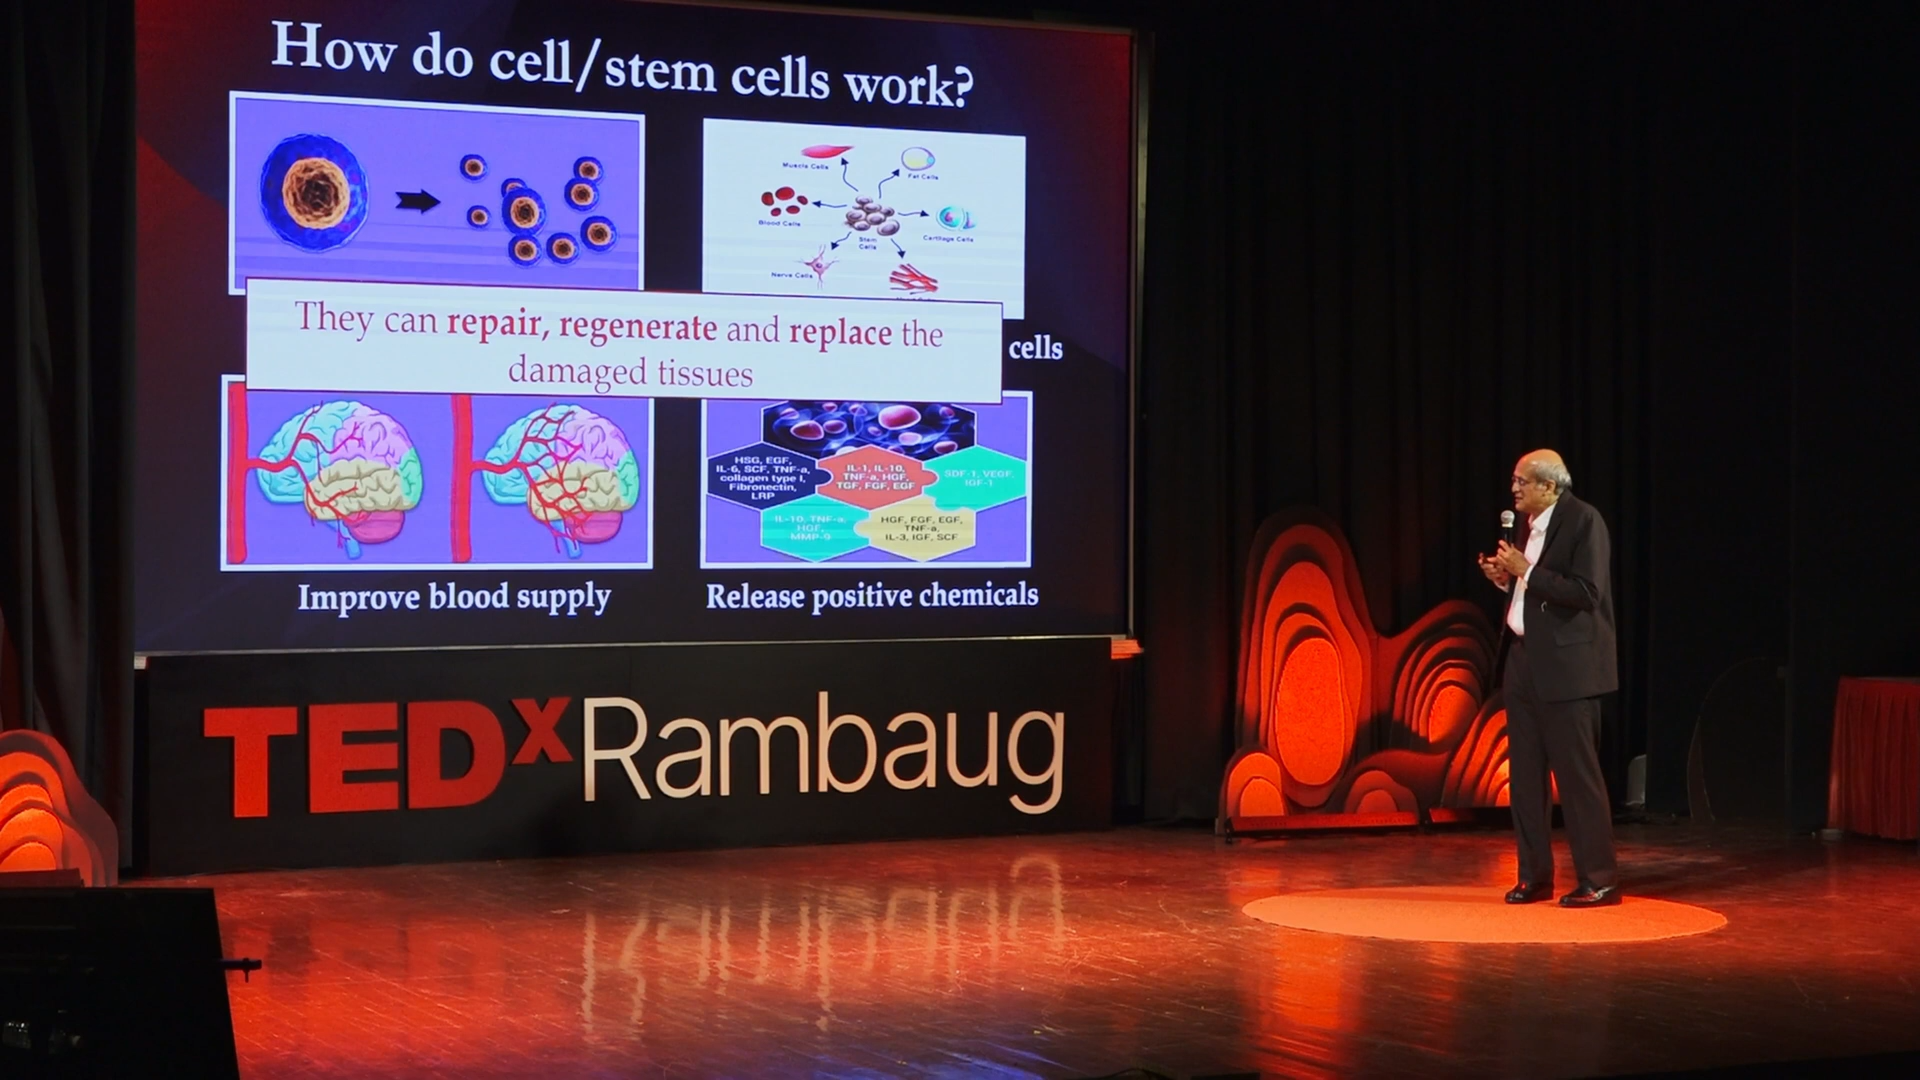 How do cell/stem cells work?
Muscle Cells
Fat Cells
Blood Cells
Stem
Cells
Cartilage Cells
Nerve Cells
They can repair, regenerate and replace the
damaged tissues
cells
HSG, EGF,
IL-6, SCF, TNF-a,
collagen type I,
Fibronectin,
LRP
IL-1, IL-10,
TNF-a, HGF,
TGF, FGF, EGF
SDF-1, VEGF,
IGF-1
IL-10, TNF-a,
HGF,
MMP-9
HGF, FGF, EGF,
TNF-a,
IL-3, IGF, SCF
Improve blood supply
Release positive chemicals
TEDxRambaug